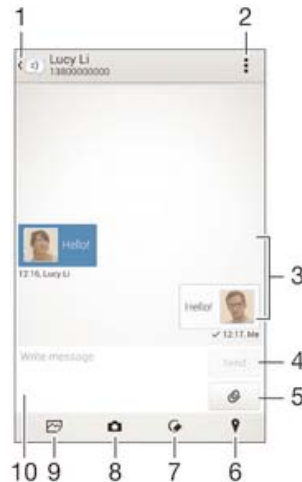 1 2
Lucy Li
13800000000
Hello!
12:16, Lucy Li
3
Hello!
12:17, Me
Write message
Send
4
5
10 9 8 7 6